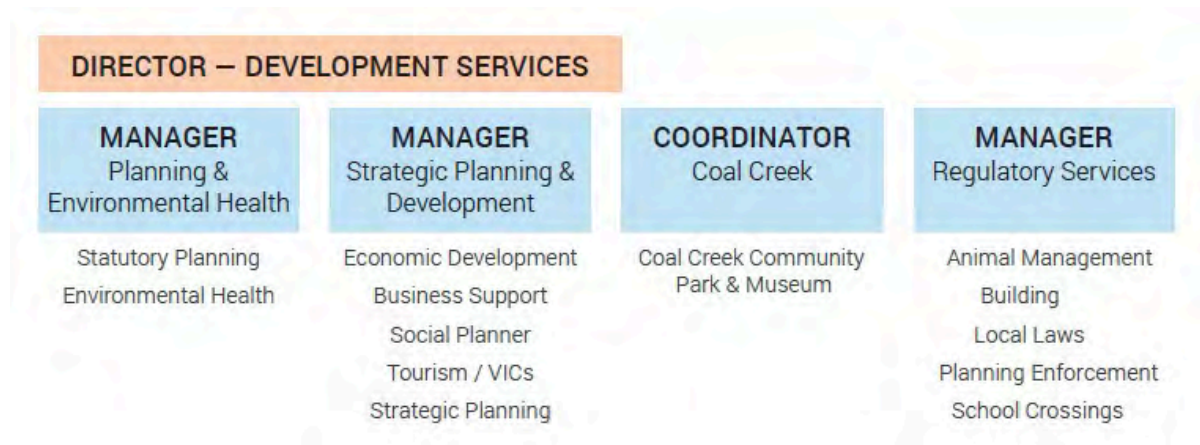 DIRECTOR — DEVELOPMENT SERVICES
MANAGER
Planning &
Environmental Health
Statutory Planning
Environmental Health
MANAGER
Strategic Planning &
Development
Economic Development
Business Support
Social Planner
Tourism / VICs
Strategic Planning
COORDINATOR
Coal Creek
Coal Creek Community
Park & Museum
MANAGER
Regulatory Services
Animal Management
Building
Local Laws
Planning Enforcement
School Crossings